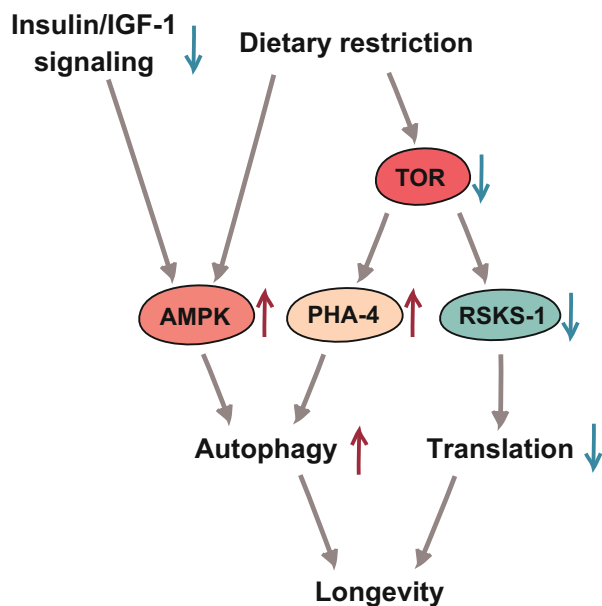 Insulin/IGF-1
signaling
Dietary restriction
TOR
AMPK
PHA-4
RSKS-1
Autophagy
Translation
Longevity